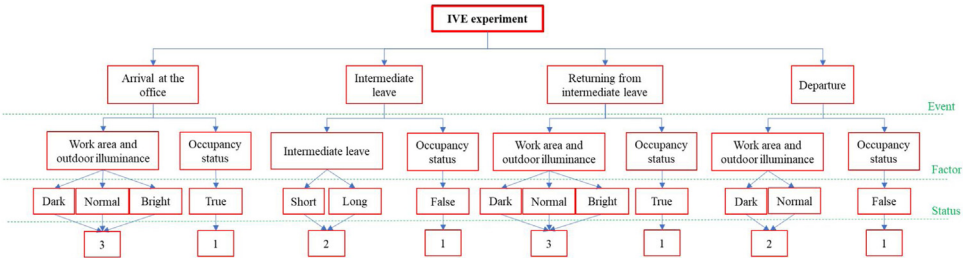 IVE experiment
Arrival at the
office
Intermediate
leave
Returning from
intermediate leave
Departure
Event
Work area and
outdoor illuminance
Occupancy
status
Intermediate leave
Occupancy
status
Work area and
outdoor illuminance
Occupancy
status
Work area and
outdoor illuminance
Occupancy
status
Factor
Dark
Normal
Bright
True
Short
Long
False
Dark
Normal
Bright
True
Dark
Normal
False
Status
3
1
2
1
3
1
2
1